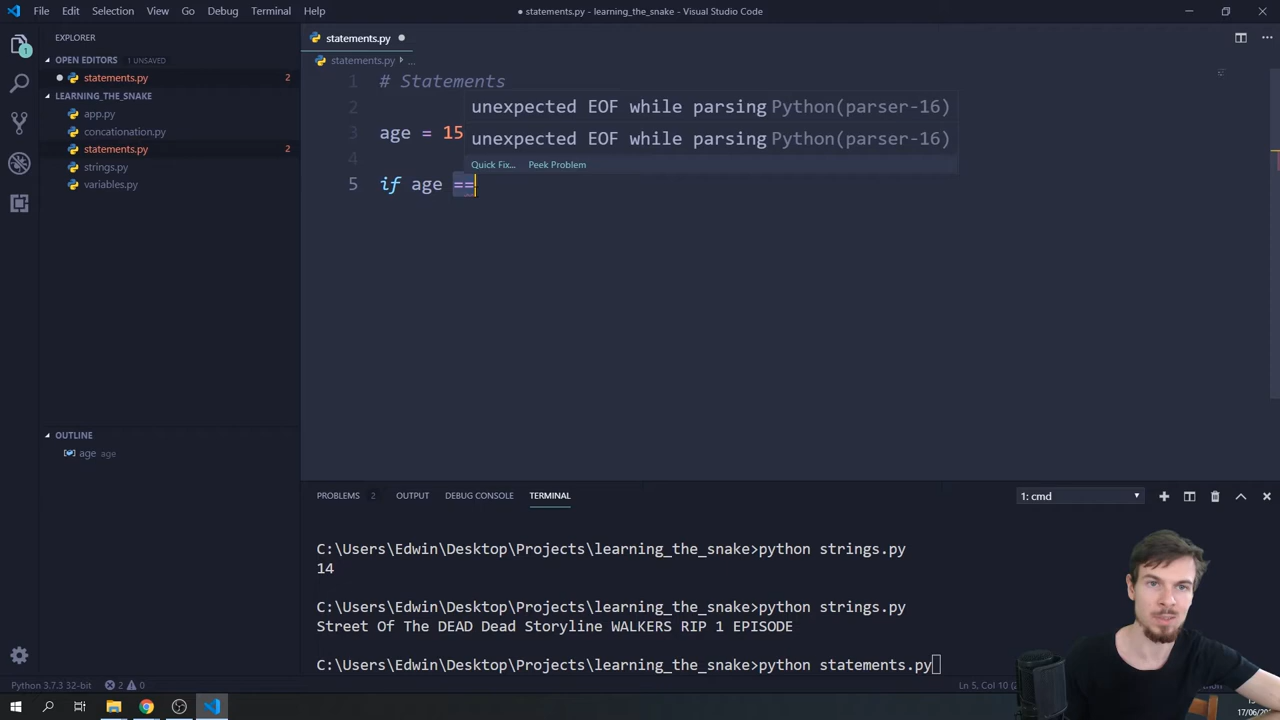 File Edit Selection View Go Debug Terminal Help
statements.py - learning_the_snake - Visual Studio Code
EXPLORER
OPEN EDITORS 1 UNSAVED
statements.py 2
LEARNING_THE_SNAKE
app.py
concationation.py
statements.py 2
strings.py
variables.py
OUTLINE
age age
1
statements.py
statements.py › ...
1 # Statements
2
3 age = 15
4
5 if age ==
unexpected EOF while parsing Python(parser-16)
unexpected EOF while parsing Python(parser-16)
Quick Fix... Peek Problem
PROBLEMS 2 OUTPUT DEBUG CONSOLE TERMINAL
1: cmd
C:\Users\Edwin\Desktop\Projects\learning_the_snake>python strings.py
14
C:\Users\Edwin\Desktop\Projects\learning_the_snake>python strings.py
Street Of The DEAD Dead Storyline WALKERS RIP 1 EPISODE
C:\Users\Edwin\Desktop\Projects\learning_the_snake>python statements.py
Python 3.7.3 32-bit 2 0
Ln 5, Col 10